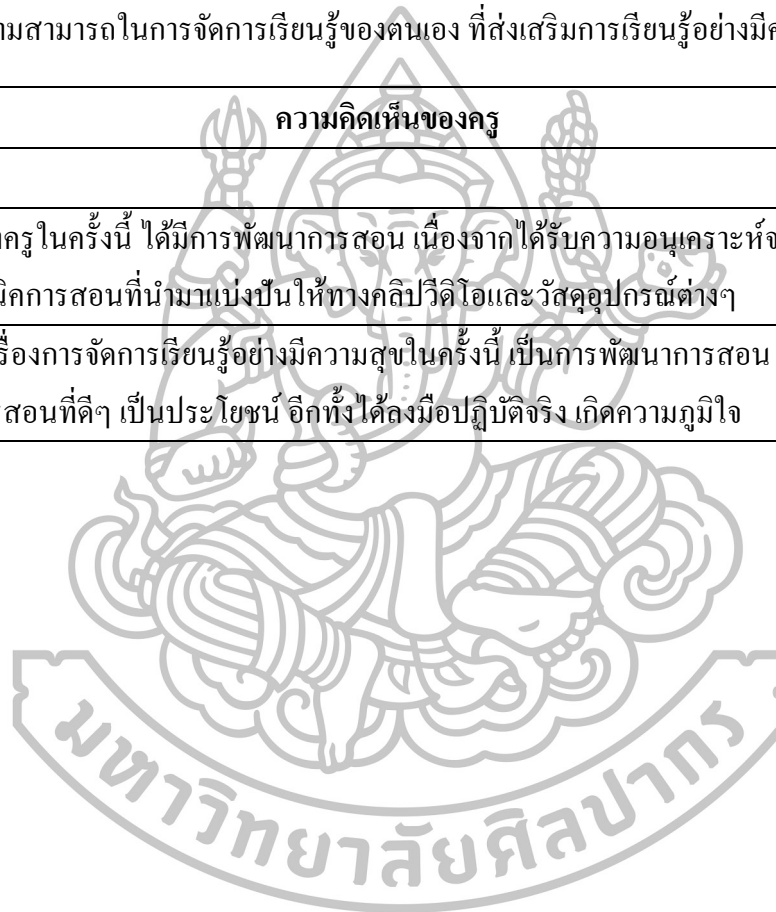 ามสามารถในการจัดการเรียนรู้ของตนเอง ที่ส่งเสริมการเรียนรู้อย่างมีค
ความคิดเห็นของครู
งครูในครั้งนี้ ได้มีการพัฒนาการสอน เนื่องจากได้รับความอนุเคราะห์จ
นิคการสอนที่นำมาแบ่งปันให้ทางคลิปวีดิโอและวัสดุอุปกรณ์ต่างๆ
รื่องการจัดการเรียนรู้อย่างมีความสุขในครั้งนี้ เป็นการพัฒนาการสอน
รสอนที่ดีๆ เป็นประโยชน์ อีกทั้งได้ลงมือปฏิบัติจริง เกิดความภูมิใจ
มหาวิทยาลัยศิลปากร